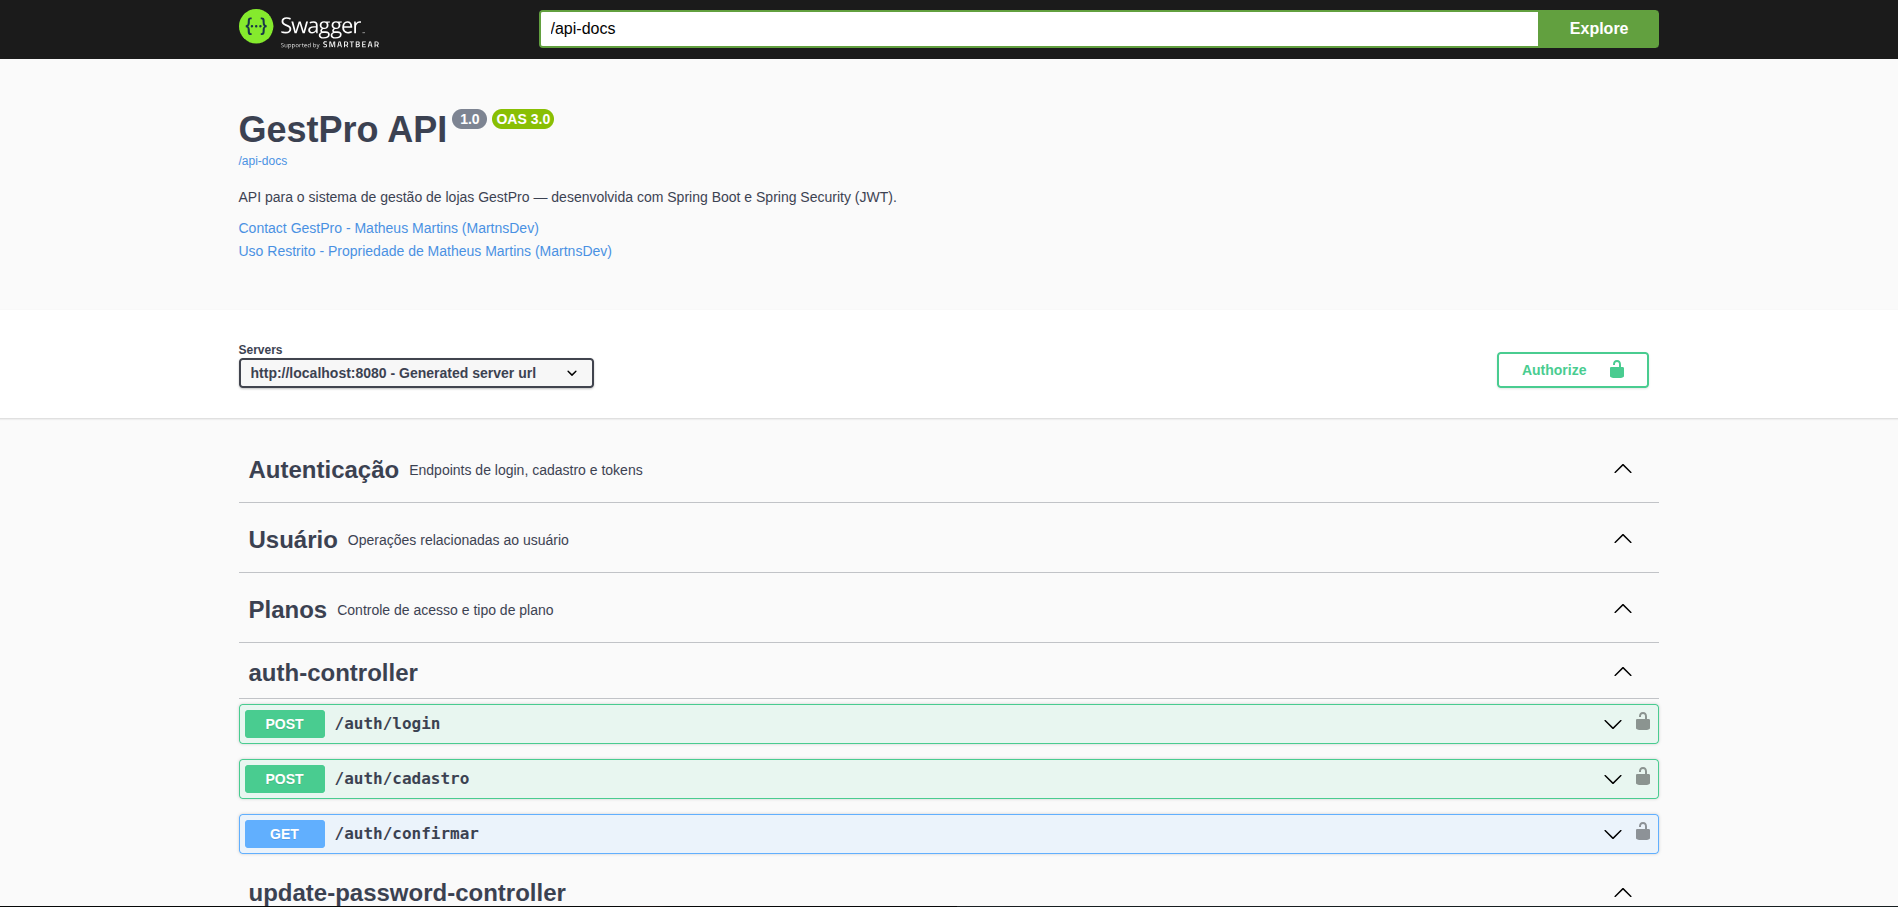 Swagger
Supported by SMARTBEAR
/api-docs
Explore
GestPro API 1.0 OAS 3.0
/api-docs
API para o sistema de gestão de lojas GestPro — desenvolvida com Spring Boot e Spring Security (JWT).
Contact GestPro - Matheus Martins (MartnsDev)
Uso Restrito - Propriedade de Matheus Martins (MartnsDev)
Servers
http://localhost:8080 - Generated server url
Authorize
Autenticação Endpoints de login, cadastro e tokens
Usuário Operações relacionadas ao usuário
Planos Controle de acesso e tipo de plano
auth-controller
POST /auth/login
POST /auth/cadastro
GET /auth/confirmar
update-password-controller